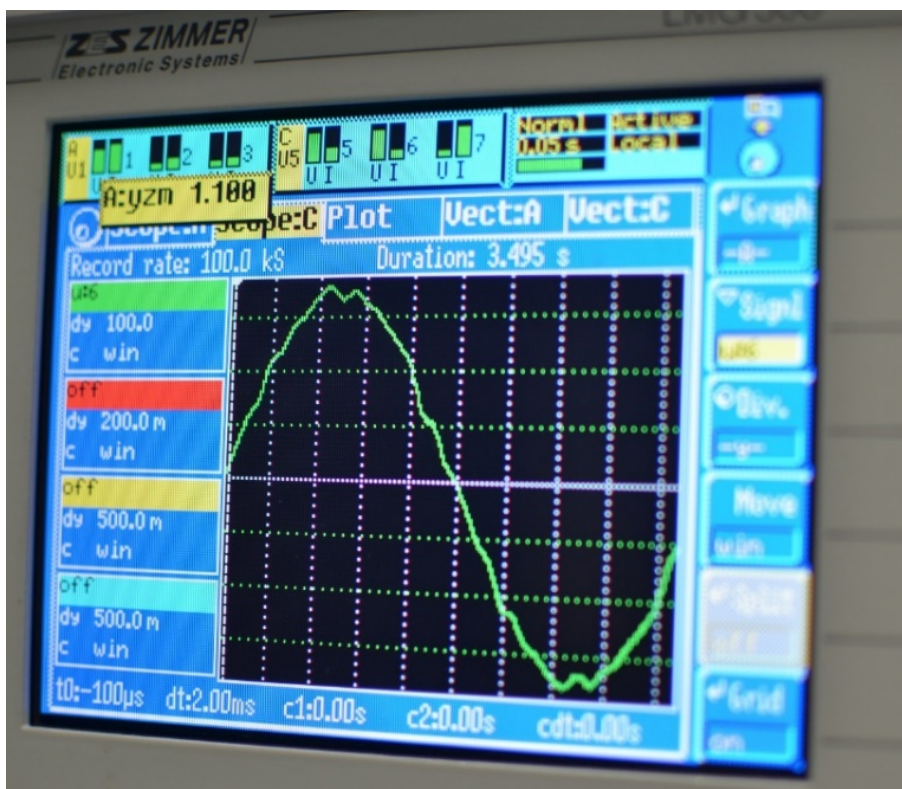 ZES ZIMMER
Electronic Systems
A
U1
1
2
3
U I
C
U5
5
6
7
U I
U I
U I
Norml Active
0.05 s Local
A:yzm 1.100
Scope:C Plot Vect:A Vect:C
Record rate: 100.0 kS Duration: 3.495 s
u:6
dy 100.0
c win
off
dy 200.0 m
c win
off
dy 500.0 m
c win
off
dy 500.0 m
c win
t0:-100µs dt:2.00ms c1:0.00s c2:0.00s cdt:0.00s
Graph
Signl
Div.
Move
win
Split
off
Grid
on